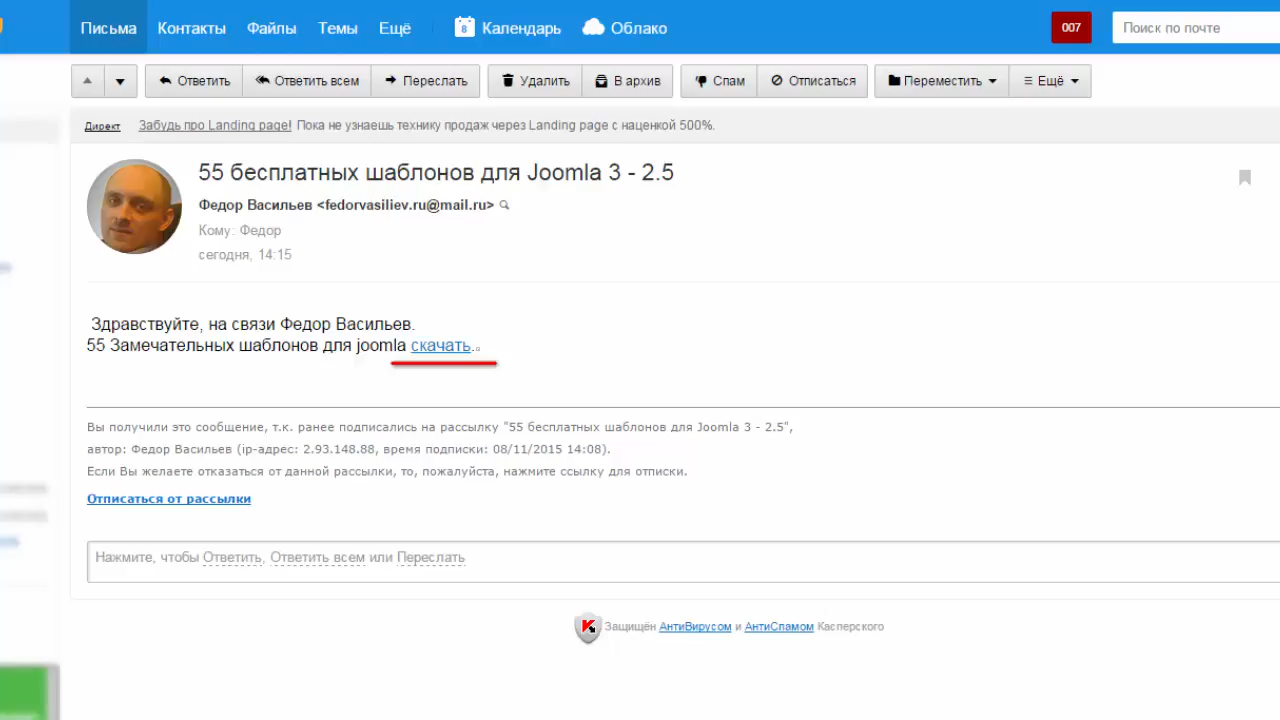 Письма Контакты Файлы Темы Ещё 8 Календарь Облако 007 Поиск по почте
Ответить Ответить всем Переслать Удалить В архив Спам Отписаться Переместить Ещё
Директ Забудь про Landing page! Пока не узнаешь технику продаж через Landing page с наценкой 500%.
55 бесплатных шаблонов для Joomla 3 - 2.5
Федор Васильев <fedorvasiliev.ru@mail.ru>
Кому: Федор
сегодня, 14:15
Здравствуйте, на связи Федор Васильев.
55 Замечательных шаблонов для joomla скачать..
Вы получили это сообщение, т.к. ранее подписались на рассылку "55 бесплатных шаблонов для Joomla 3 - 2.5",
автор: Федор Васильев (ip-адрес: 2.93.148.88, время подписки: 08/11/2015 14:08).
Если Вы желаете отказаться от данной рассылки, то, пожалуйста, нажмите ссылку для отписки.
Отписаться от рассылки
Нажмите, чтобы Ответить, Ответить всем или Переслать
Защищён АнтиВирусом и АнтиСпамом Касперского